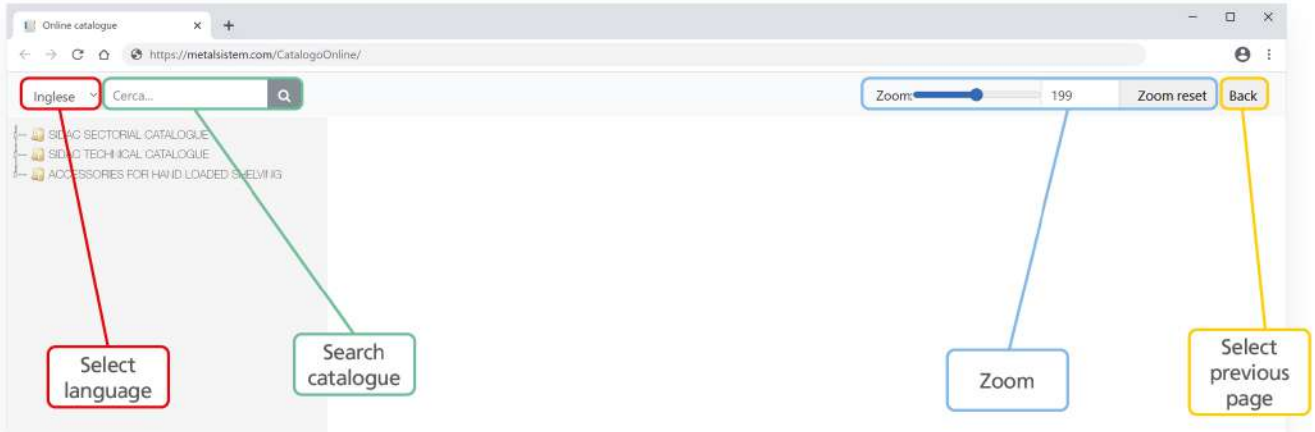 Online catalogue
https://metalsistem.com/CatalogoOnline/
Inglese Cerca... Zoom: 199 Zoom reset Back
SIDAC SECTORIAL CATALOGUE
SIDAC TECHNICAL CATALOGUE
ACCESSORIES FOR HAND LOADED SHELVING
Select
language
Search
catalogue
Zoom
Select
previous
page